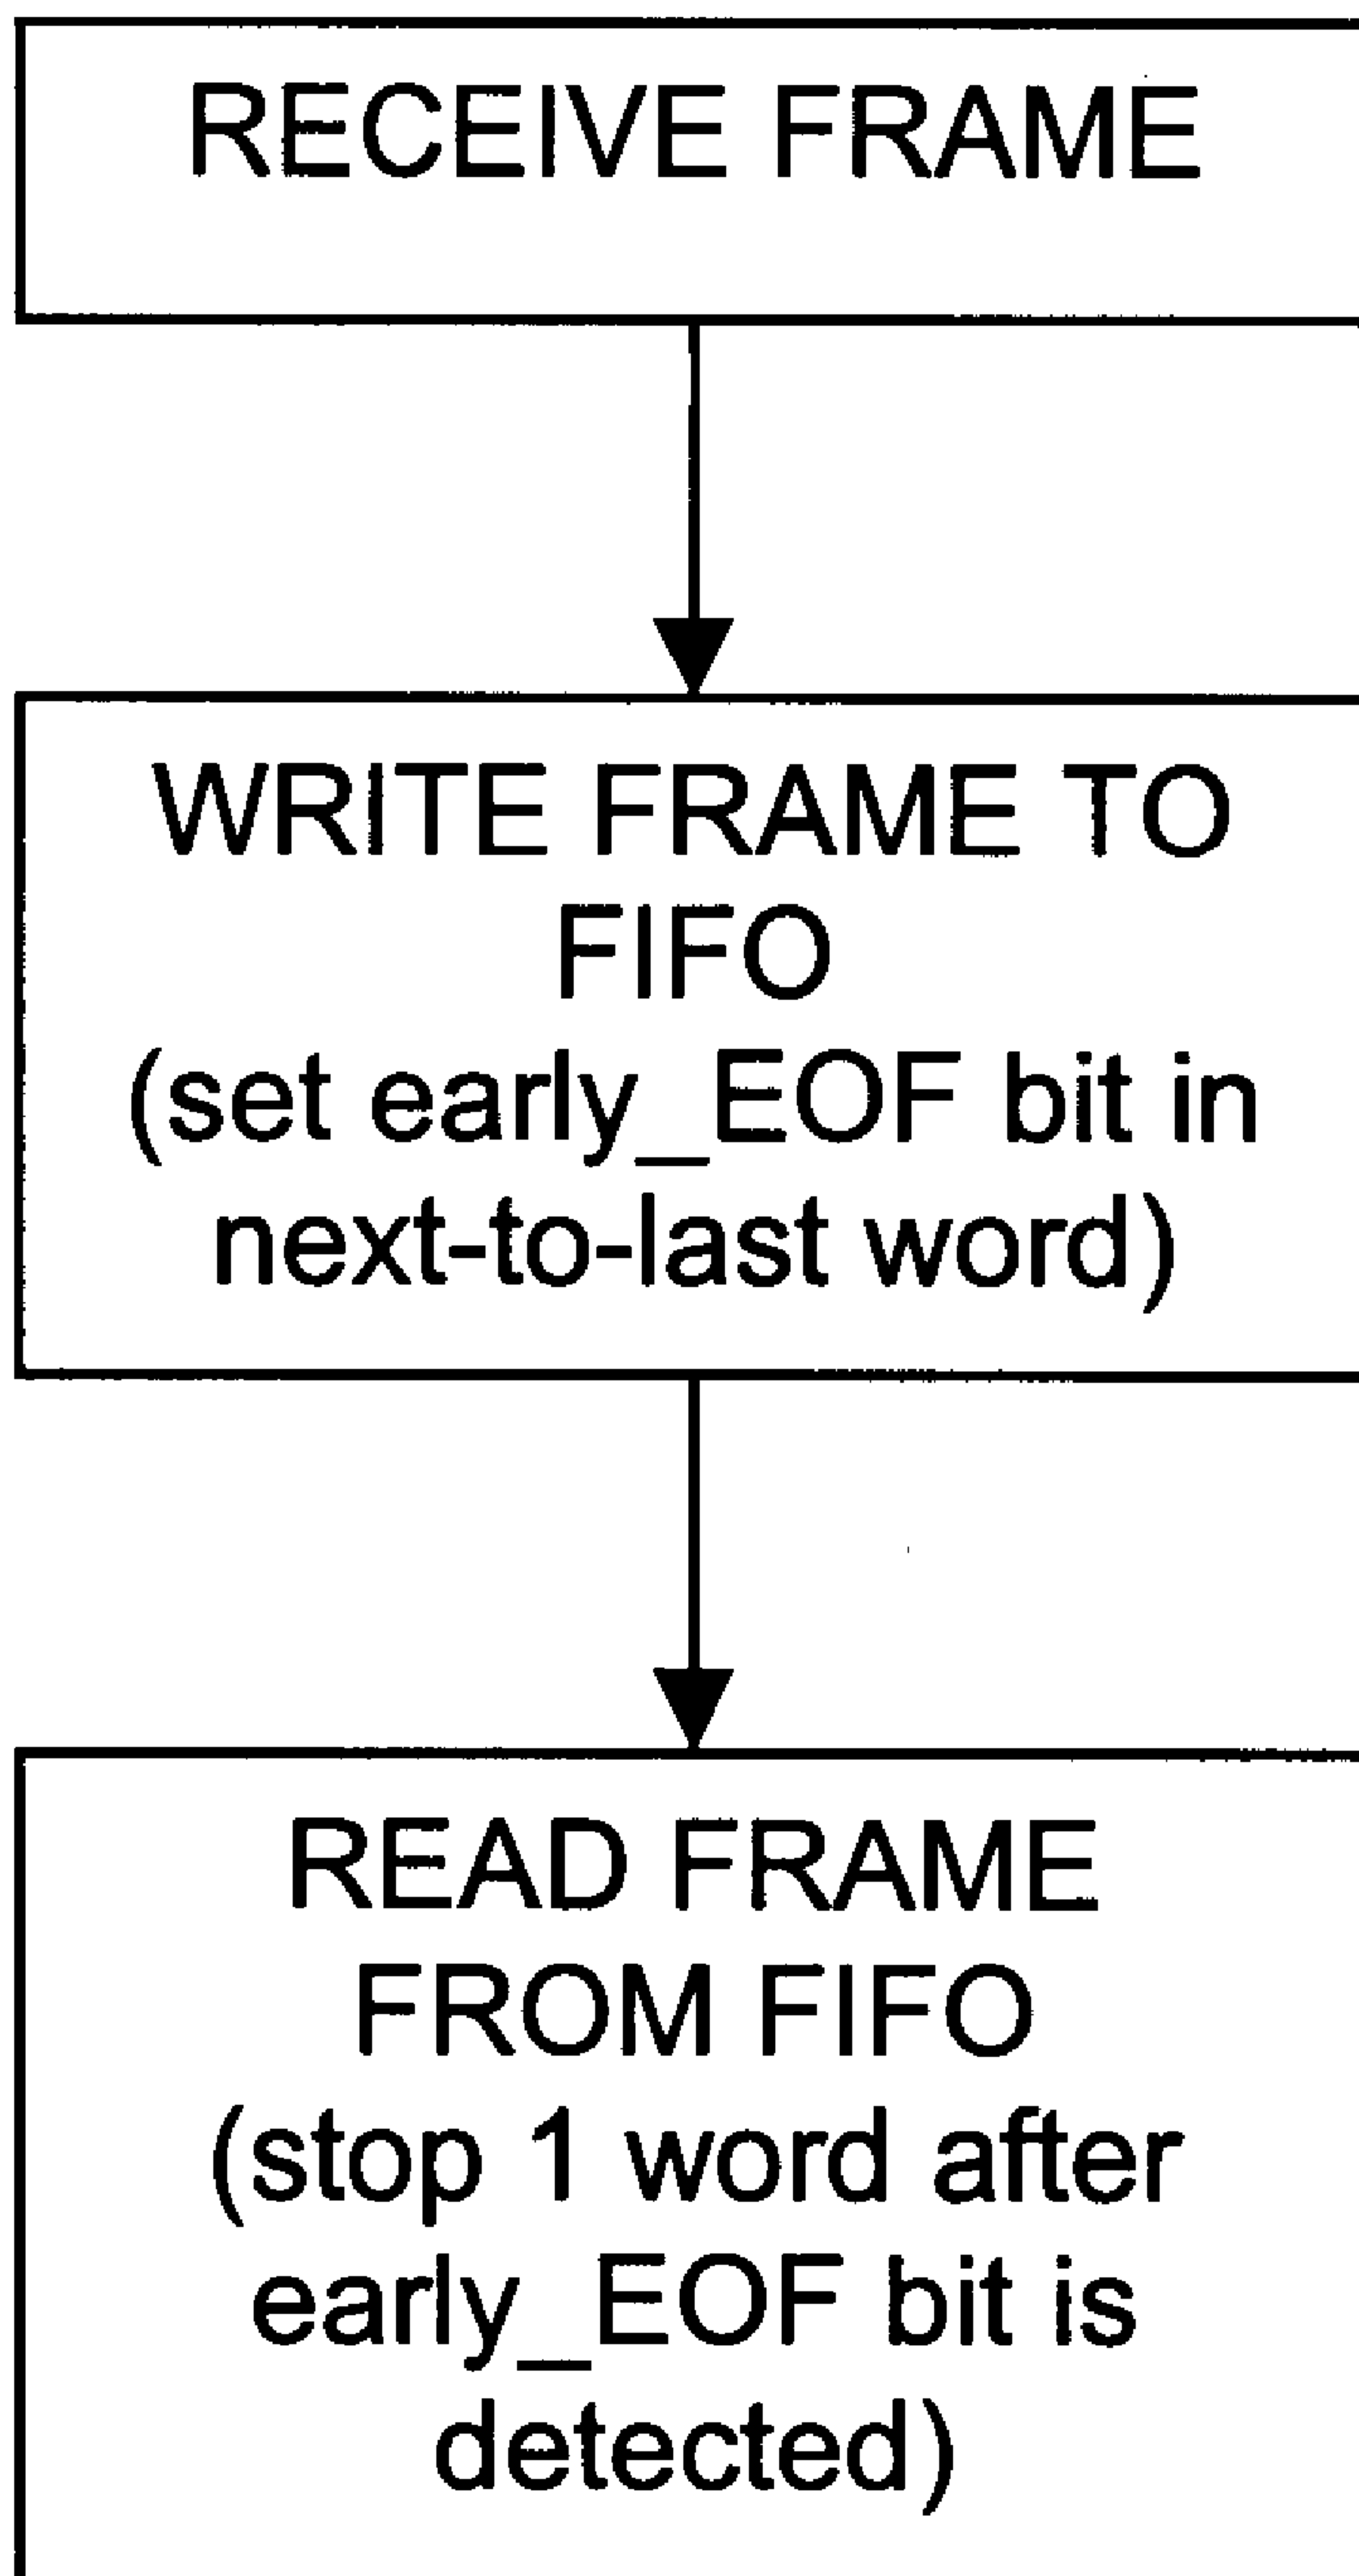 RECEIVE FRAME
WRITE FRAME TO
FIFO
(set early_EOF bit in
next-to-last word)
READ FRAME
FROM FIFO
(stop 1 word after
early_EOF bit is
detected)